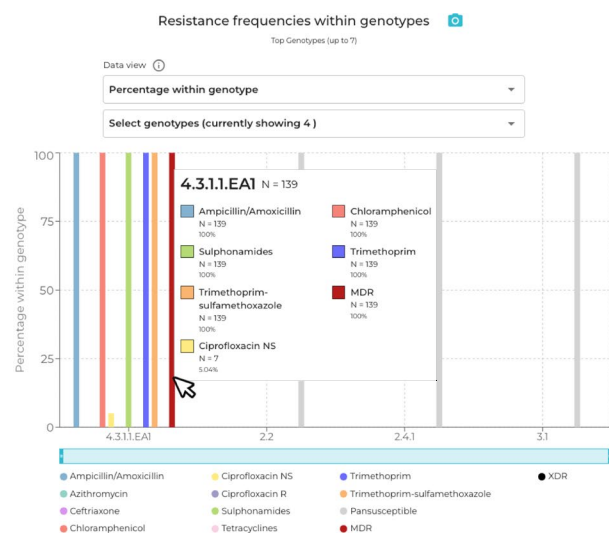 Resistance frequencies within genotypes
Top Genotypes (up to 7)
Data view
Percentage within genotype
Select genotypes (currently showing 4 )
Percentage within genotype
100
75
50
25
0
4.3.1.1.EA1 N = 139
Ampicillin/Amoxicillin
N = 139
100%
Chloramphenicol
N = 139
100%
Sulphonamides
N = 139
100%
Trimethoprim
N = 139
100%
Trimethoprim-
sulfamethoxazole
N = 139
100%
MDR
N = 139
100%
Ciprofloxacin NS
N = 7
5.04%
4.3.1.1.EA1
2.2
2.4.1
3.1
Ampicillin/Amoxicillin
Ciprofloxacin NS
Trimethoprim
XDR
Azithromycin
Ciprofloxacin R
Trimethoprim-sulfamethoxazole
Ceftriaxone
Sulphonamides
Pansusceptible
Chloramphenicol
Tetracyclines
MDR